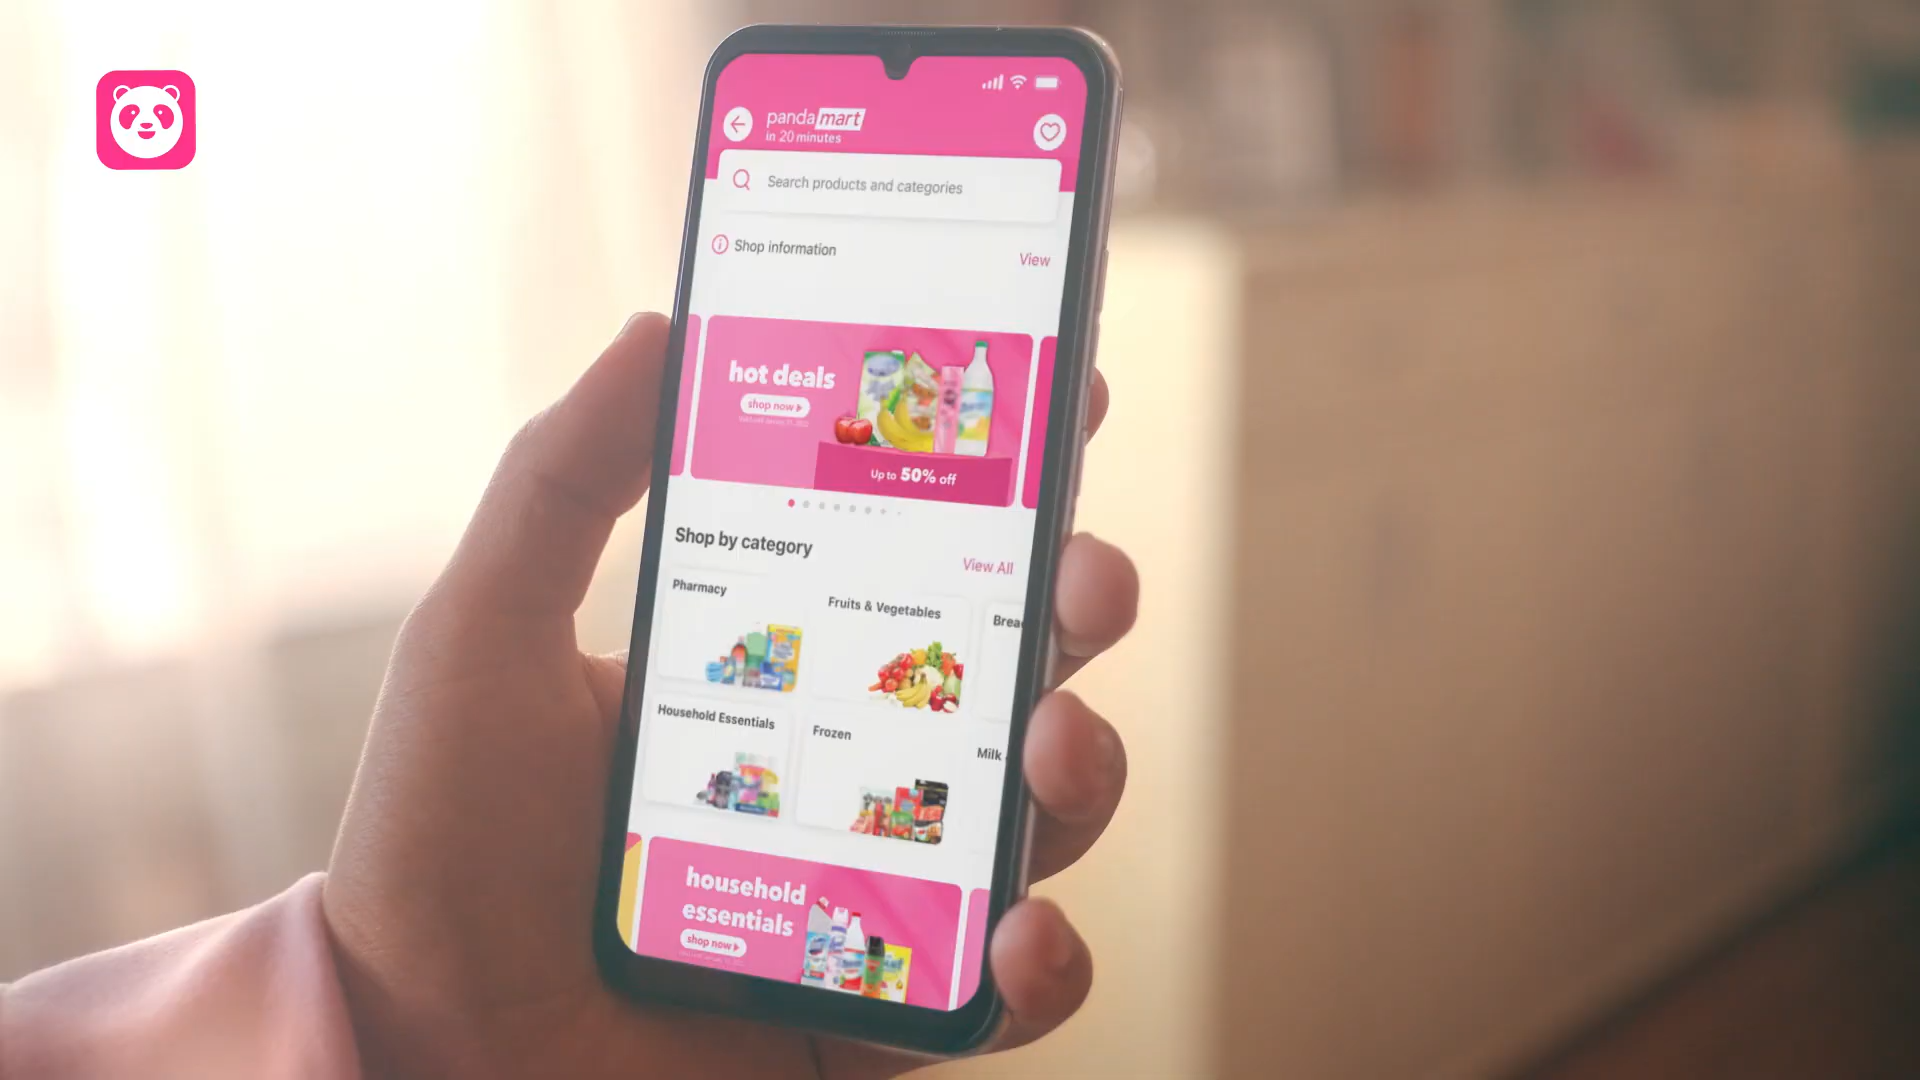 panda mart
in 20 minutes
Search products and categories
Shop information
View
hot deals
shop now
Up to 50% off
Shop by category
View All
Pharmacy
Fruits & Vegetables
Household Essentials
Frozen
Milk
household
essentials
shop now